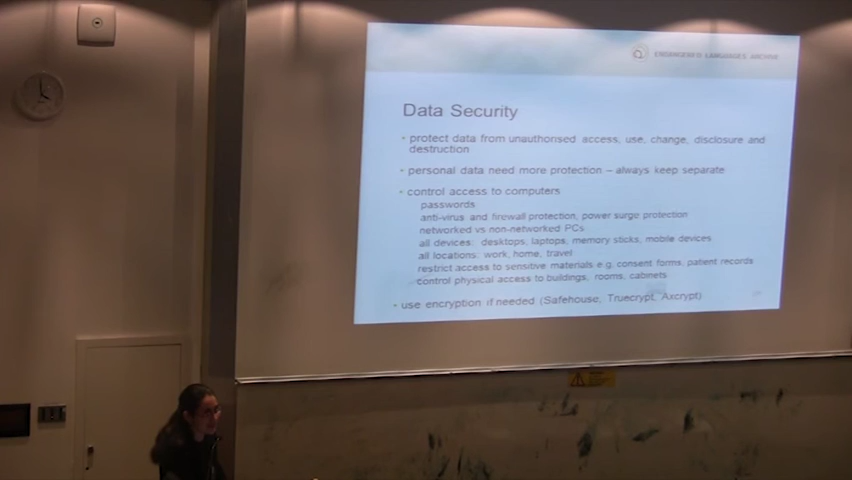 ENDANGERED LANGUAGES ARCHIVE
Data Security
• protect data from unauthorised access, use, change, disclosure and
destruction
• personal data need more protection – always keep separate
• control access to computers
passwords
anti-virus and firewall protection, power surge protection
networked vs non-networked PCs
all devices: desktops, laptops, memory sticks, mobile devices
all locations: work, home, travel
restrict access to sensitive materials e.g. consent forms, patient records
control physical access to buildings, rooms, cabinets
• use encryption if needed (Safehouse, Truecrypt, Axcrypt)